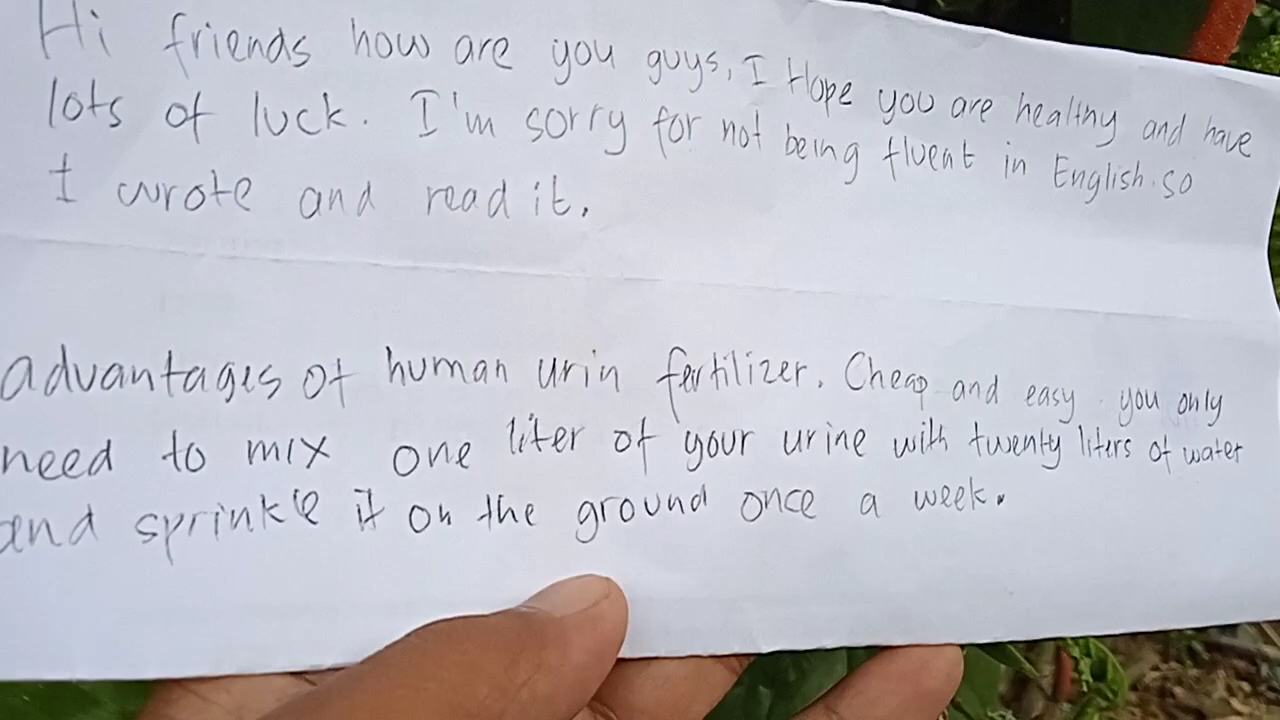 Hi friends how are you guys, I Hope you are healthy and have
lots of luck. I'm sorry for not being fluent in English. so
I wrote and read it.
advantages of human urin fertilizer. Cheap and easy. you only
need to mix one liter of your urine with twenty liters of water
and sprinkle it on the ground once a week.